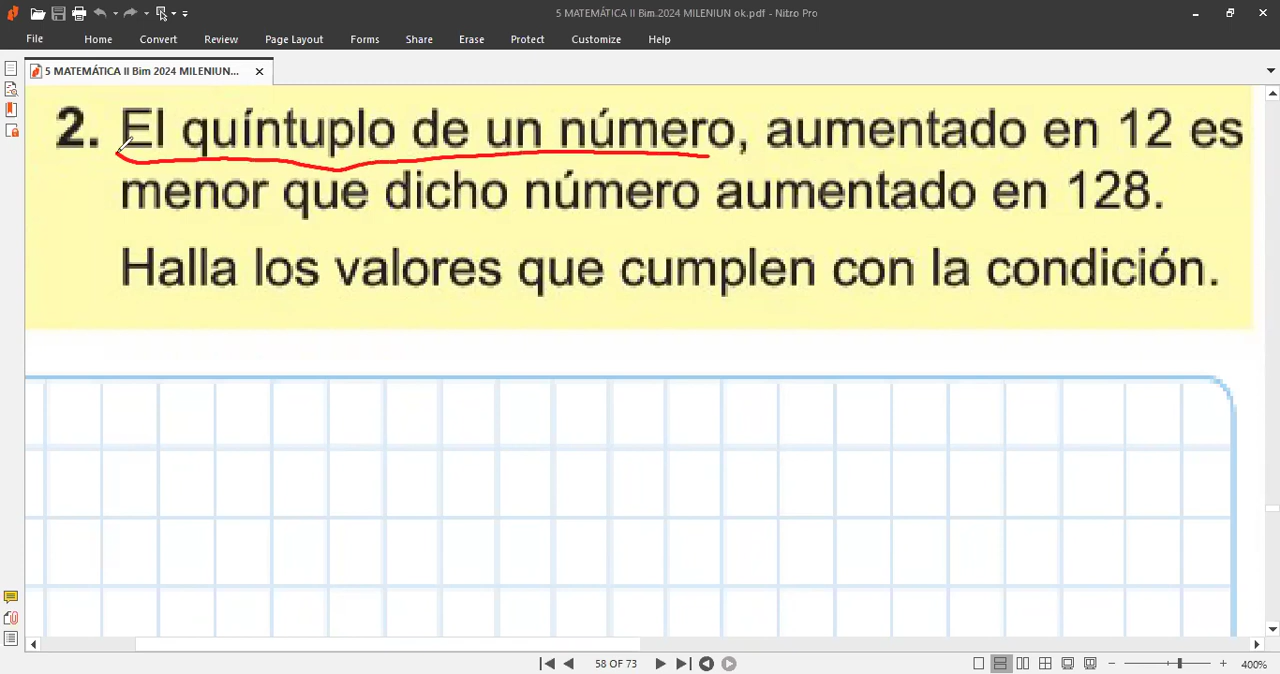 5 MATEMÁTICA II Bim.2024 MILENIUN ok.pdf - Nitro Pro
File Home Convert Review Page Layout Forms Share Erase Protect Customize Help
5 MATEMÁTICA II Bim 2024 MILENIUN...
2. El quíntuplo de un número, aumentado en 12 es
menor que dicho número aumentado en 128.
Halla los valores que cumplen con la condición.
58 OF 73
400%